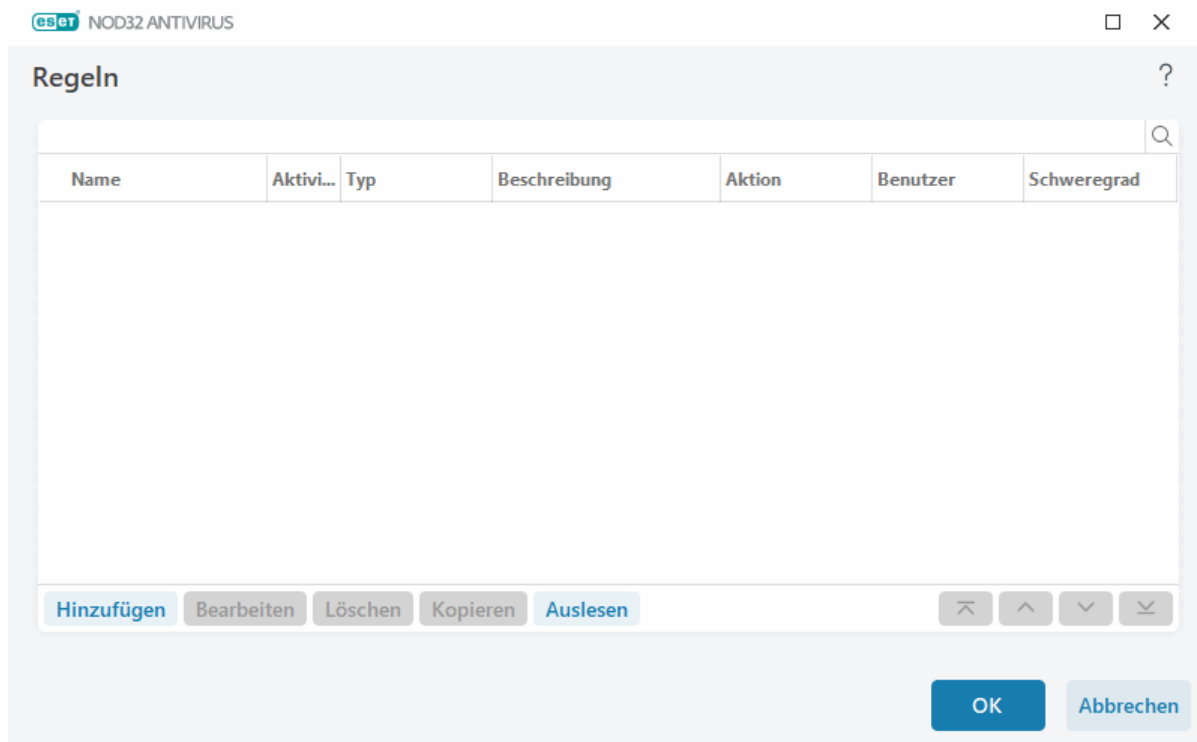 eset NOD32 ANTIVIRUS
Regeln
?
Name Aktivi... Typ Beschreibung Aktion Benutzer Schweregrad
Hinzufügen Bearbeiten Löschen Kopieren Auslesen
OK Abbrechen